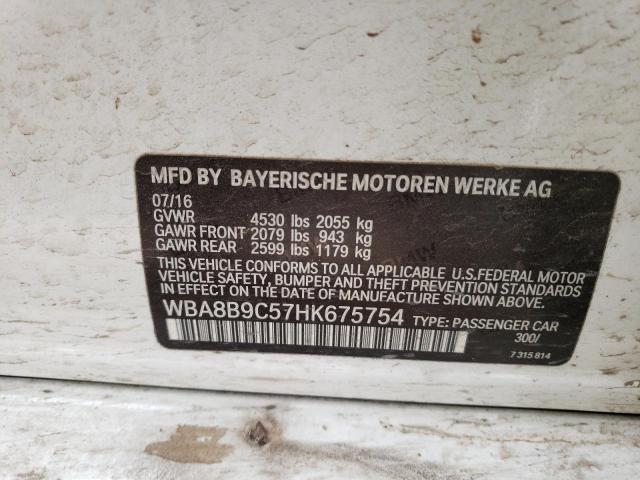 MFD BY BAYERISCHE MOTOREN WERKE AG
07/16
GVWR 4530 lbs 2055 kg
GAWR FRONT 2079 lbs 943 kg
GAWR REAR 2599 lbs 1179 kg
THIS VEHICLE CONFORMS TO ALL APPLICABLE U.S.FEDERAL MOTOR
VEHICLE SAFETY, BUMPER AND THEFT PREVENTION STANDARDS
IN EFFECT ON THE DATE OF MANUFACTURE SHOWN ABOVE.
WBA8B9C57HK675754 TYPE: PASSENGER CAR
300/
7 315 814